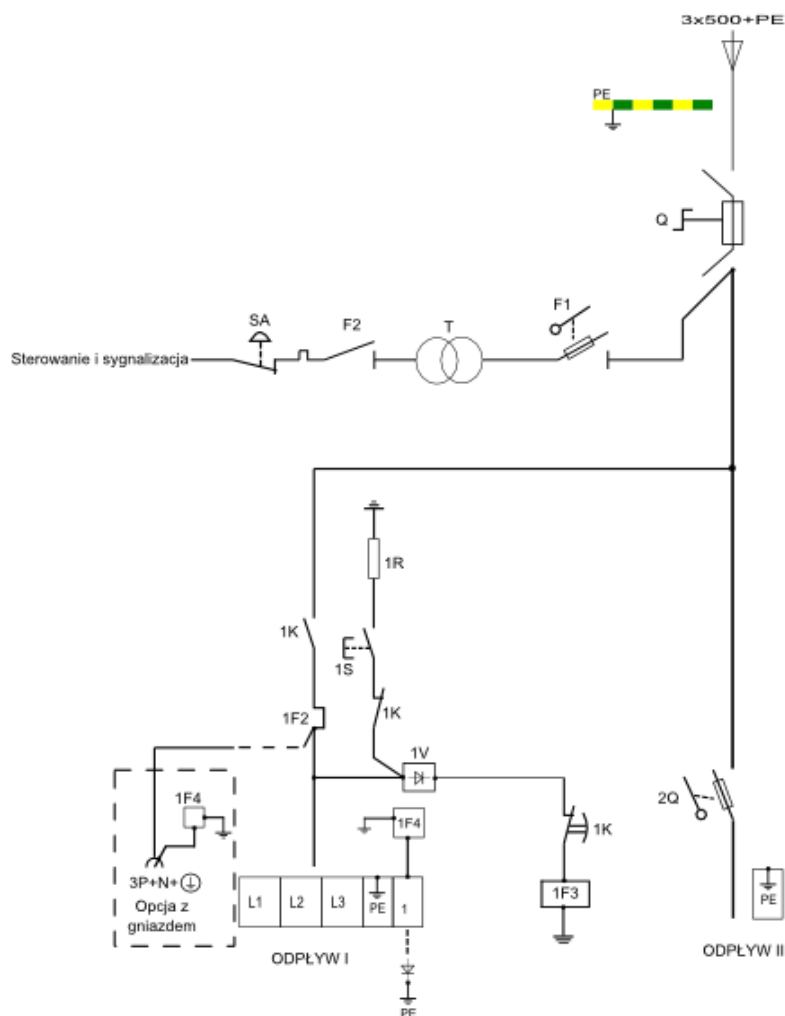 3x500+PE
PE
Q
SA
F2
T
F1
Sterowanie i sygnalizacja
1R
1K
1S
1F2
1K
1V
2Q
1F4
1F4
1K
3P+N+
Opcja z
gniazdem
L1
L2
L3
PE
1
1F3
PE
ODPŁYW I
ODPŁYW II
PE